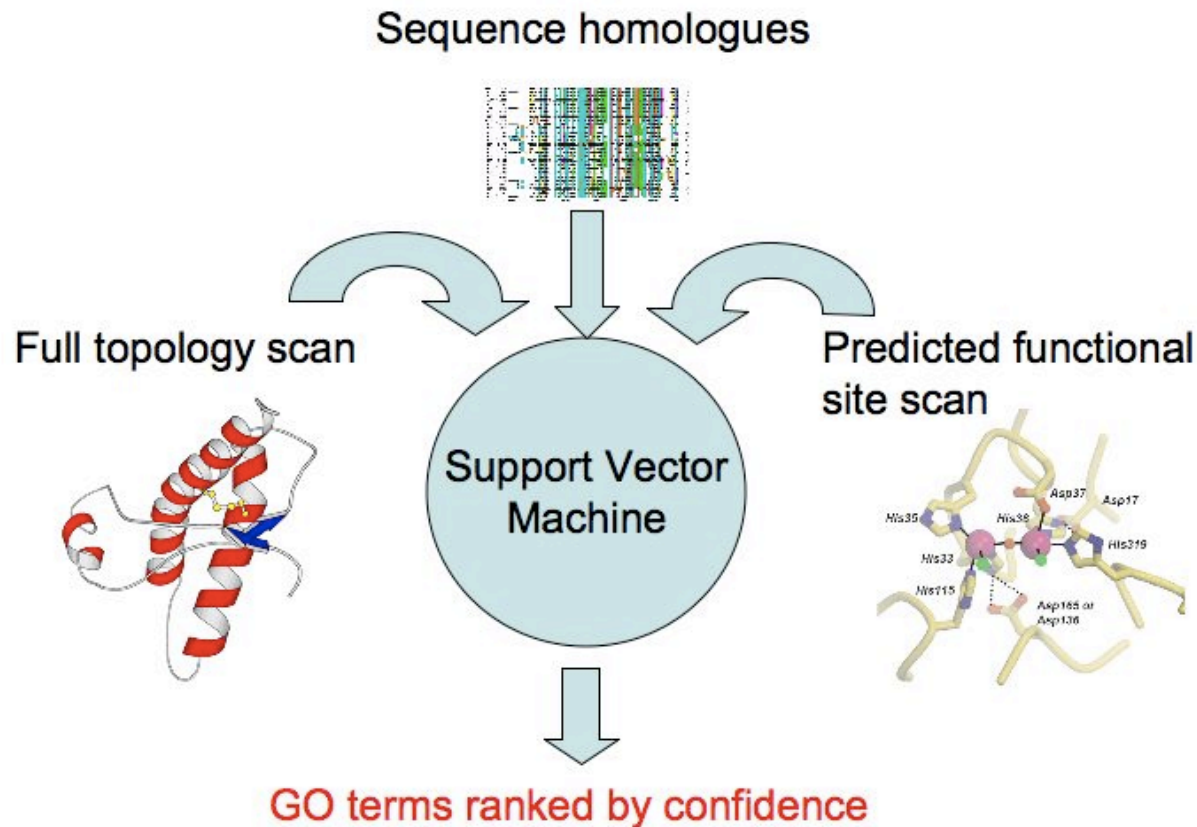 Sequence homologues
Full topology scan
Predicted functional
site scan
Support Vector
Machine
Asp37
Asp17
His35
His38
His319
His33
His115
Asp165 or
Asp136
GO terms ranked by confidence